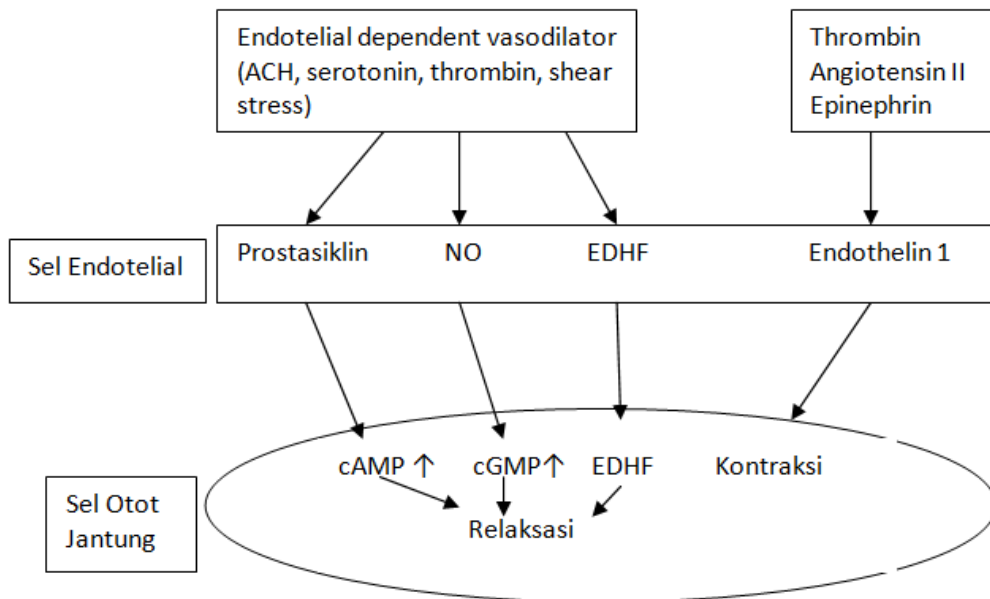 Endotelial dependent vasodilator
(ACH, serotonin, thrombin, shear
stress)
Thrombin
Angiotensin II
Epinephrin
Sel Endotelial
Prostasiklin
NO
EDHF
Endothelin 1
cAMP ↑
cGMP↑
EDHF
Kontraksi
Relaksasi
Sel Otot
Jantung